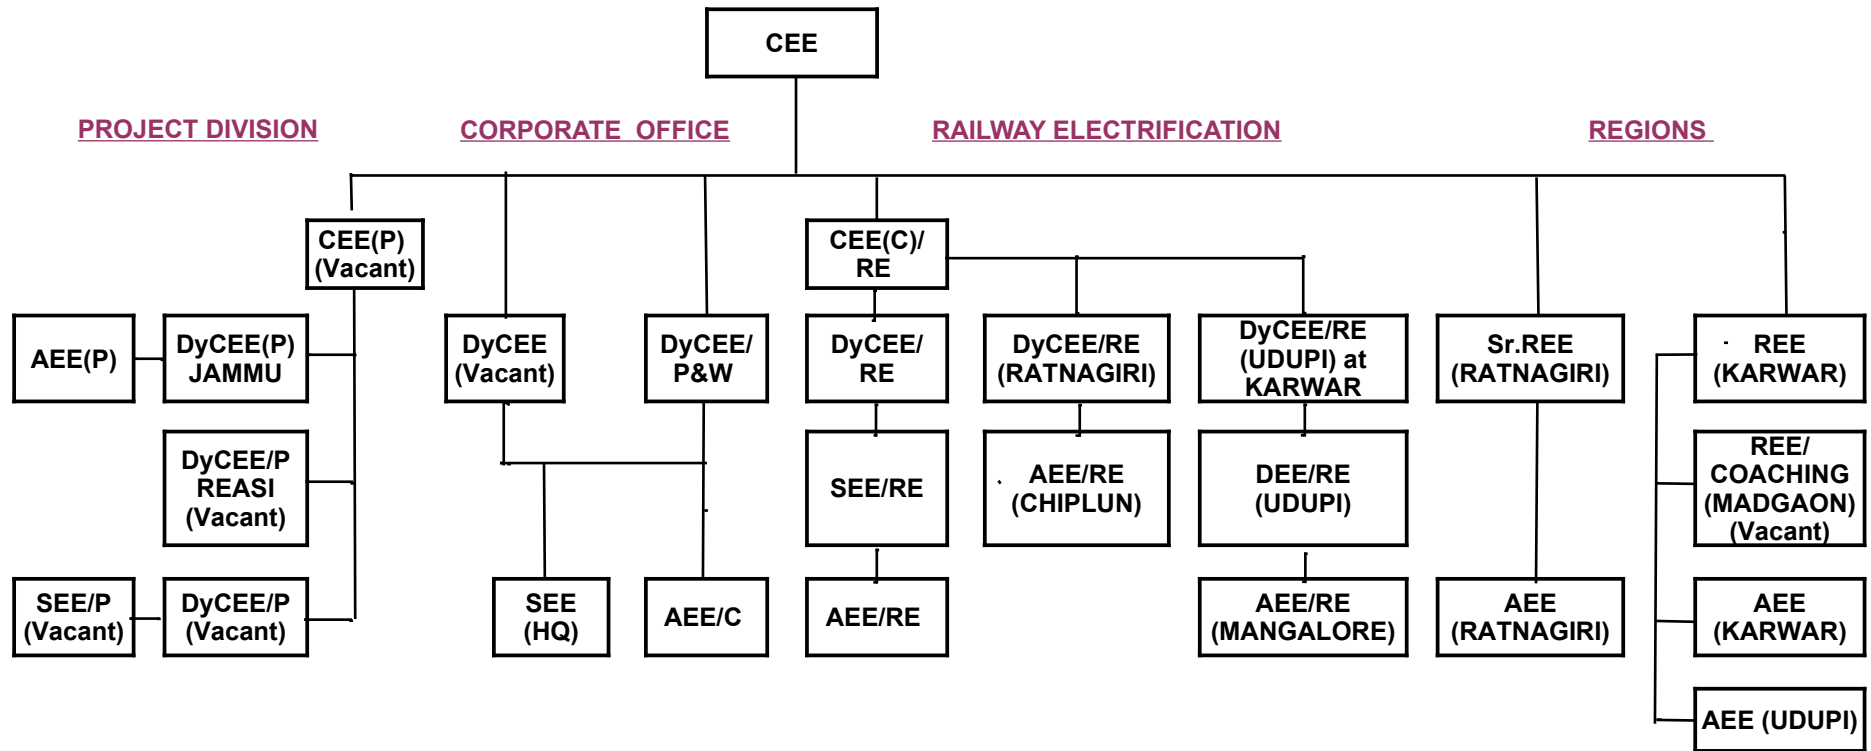 CEE
PROJECT DIVISION
CORPORATE OFFICE
RAILWAY ELECTRIFICATION
REGIONS
CEE(P)
(Vacant)
CEE(C)/
RE
AEE(P)
DyCEE(P)
JAMMU
DyCEE
(Vacant)
DyCEE/
P&W
DyCEE/
RE
DyCEE/RE
(RATNAGIRI)
DyCEE/RE
(UDUPI) at
KARWAR
Sr.REE
(RATNAGIRI)
REE
(KARWAR)
DyCEE/P
REASI
(Vacant)
SEE/RE
AEE/RE
(CHIPLUN)
DEE/RE
(UDUPI)
REE/
COACHING
(MADGAON)
(Vacant)
SEE/P
(Vacant)
DyCEE/P
(Vacant)
SEE
(HQ)
AEE/C
AEE/RE
AEE/RE
(MANGALORE)
AEE
(RATNAGIRI)
AEE
(KARWAR)
AEE (UDUPI)